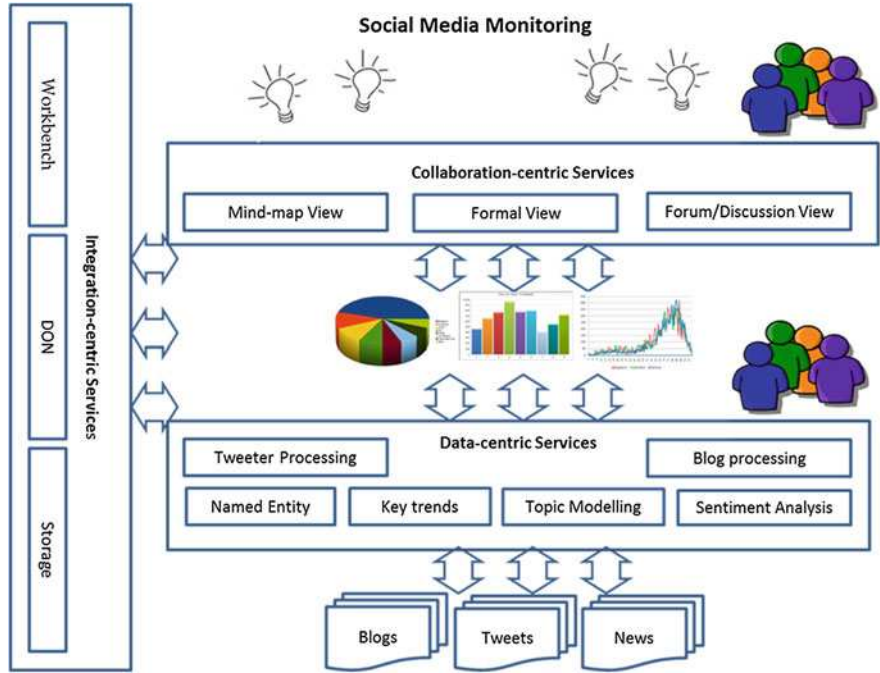 Social Media Monitoring
Workbench
DON
Storage
Integration-centric Services
Collaboration-centric Services
Mind-map View
Formal View
Forum/Discussion View
Data-centric Services
Tweeter Processing
Blog processing
Named Entity
Key trends
Topic Modelling
Sentiment Analysis
Blogs
Tweets
News